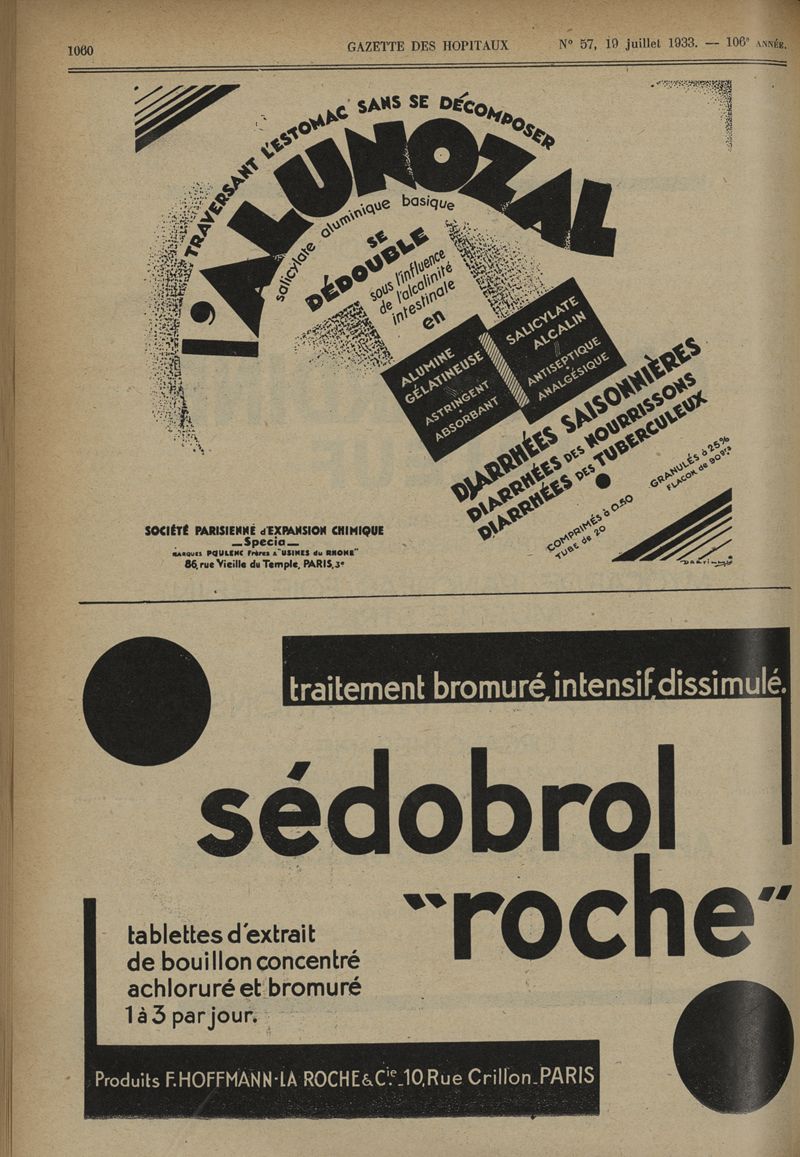 1060
GAZETTE DES HOPITAUX
N° 57, 19 juillet 1933. — 106e ANNÉE.
TRAVERSANT L'ESTOMAC SANS SE DÉCOMPOSER
l'ALUNOZAL
salicylate aluminique basique
SE
DÉDOUBLE
sous l'influence
de l'alcalinité
intestinale
en
ALUMINE
GÉLATINEUSE
ASTRINGENT
ABSORBANT
SALICYLATE
ALCALIN
ANTISEPTIQUE
ANALGÉSIQUE
DIARRHÉES SAISONNIÈRES
DIARRHÉES DES NOURRISSONS
DIARRHÉES DES TUBERCULEUX
COMPRIMÉS à 0.50
TUBE de 20
GRANULÉS à 25%
FLACON de 90grs
SOCIÉTÉ PARISIENNE d'EXPANSION CHIMIQUE
_Specia_
MARQUES POULENC Frères & "USINES du RHONE"
86, rue Vieille du Temple, PARIS, 3e
traitement bromuré, intensif, dissimulé.
sédobrol
"roche"
tablettes d'extrait
de bouillon concentré
achloruré et bromuré
1 à 3 par jour.
Produits F. HOFFMANN-LA ROCHE & Cie._10, Rue Crillon_PARIS